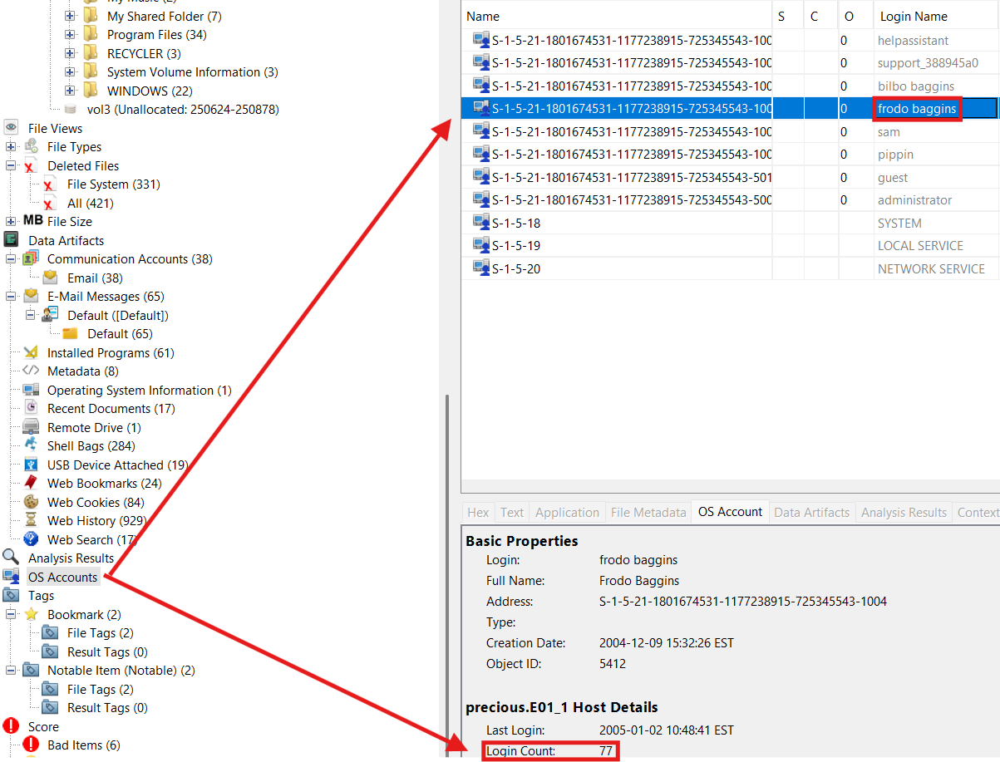 My Music (2)
My Shared Folder (7)
Program Files (34)
RECYCLER (3)
System Volume Information (3)
WINDOWS (22)
vol3 (Unallocated: 250624-250878)
File Views
File Types
Deleted Files
File System (331)
All (421)
MB File Size
Data Artifacts
Communication Accounts (38)
Email (38)
E-Mail Messages (65)
Default ([Default])
Default (65)
Installed Programs (61)
Metadata (8)
Operating System Information (1)
Recent Documents (17)
Remote Drive (1)
Shell Bags (284)
USB Device Attached (19)
Web Bookmarks (24)
Web Cookies (84)
Web History (929)
Web Search (17)
Analysis Results
OS Accounts
Tags
Bookmark (2)
File Tags (2)
Result Tags (0)
Notable Item (Notable) (2)
File Tags (2)
Result Tags (0)
Score
Bad Items (6)
Name S C O Login Name
S-1-5-21-1801674531-1177238915-725345543-100 0 helpassistant
S-1-5-21-1801674531-1177238915-725345543-100 0 support_388945a0
S-1-5-21-1801674531-1177238915-725345543-100 0 bilbo baggins
S-1-5-21-1801674531-1177238915-725345543-100 0 frodo baggins
S-1-5-21-1801674531-1177238915-725345543-100 0 sam
S-1-5-21-1801674531-1177238915-725345543-100 0 pippin
S-1-5-21-1801674531-1177238915-725345543-501 0 guest
S-1-5-21-1801674531-1177238915-725345543-500 0 administrator
S-1-5-18 SYSTEM
S-1-5-19 LOCAL SERVICE
S-1-5-20 NETWORK SERVICE
Hex Text Application File Metadata OS Account Data Artifacts Analysis Results Context
Basic Properties
Login: frodo baggins
Full Name: Frodo Baggins
Address: S-1-5-21-1801674531-1177238915-725345543-1004
Type:
Creation Date: 2004-12-09 15:32:26 EST
Object ID: 5412
precious.E01_1 Host Details
Last Login: 2005-01-02 10:48:41 EST
Login Count: 77